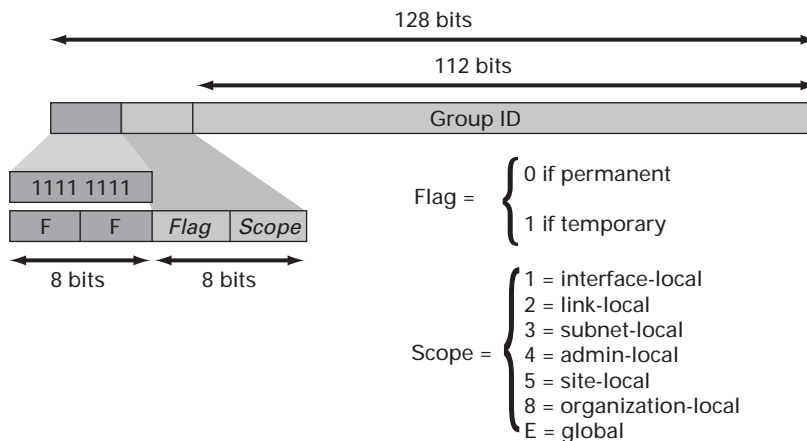 128 bits
112 bits
Group ID
1111 1111
F F Flag Scope
8 bits 8 bits
Flag =
0 if permanent
1 if temporary
Scope =
1 = interface-local
2 = link-local
3 = subnet-local
4 = admin-local
5 = site-local
8 = organization-local
E = global